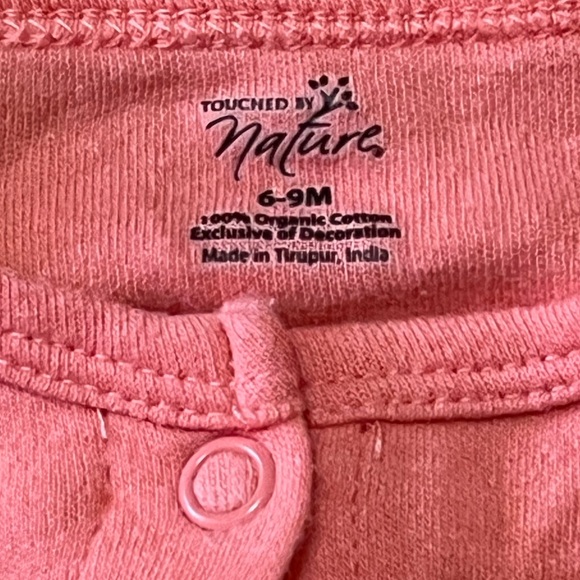 TOUCHED BY
Nature
6-9M
100% Organic Cotton
Exclusive of Decoration
Made in Tirupur, India